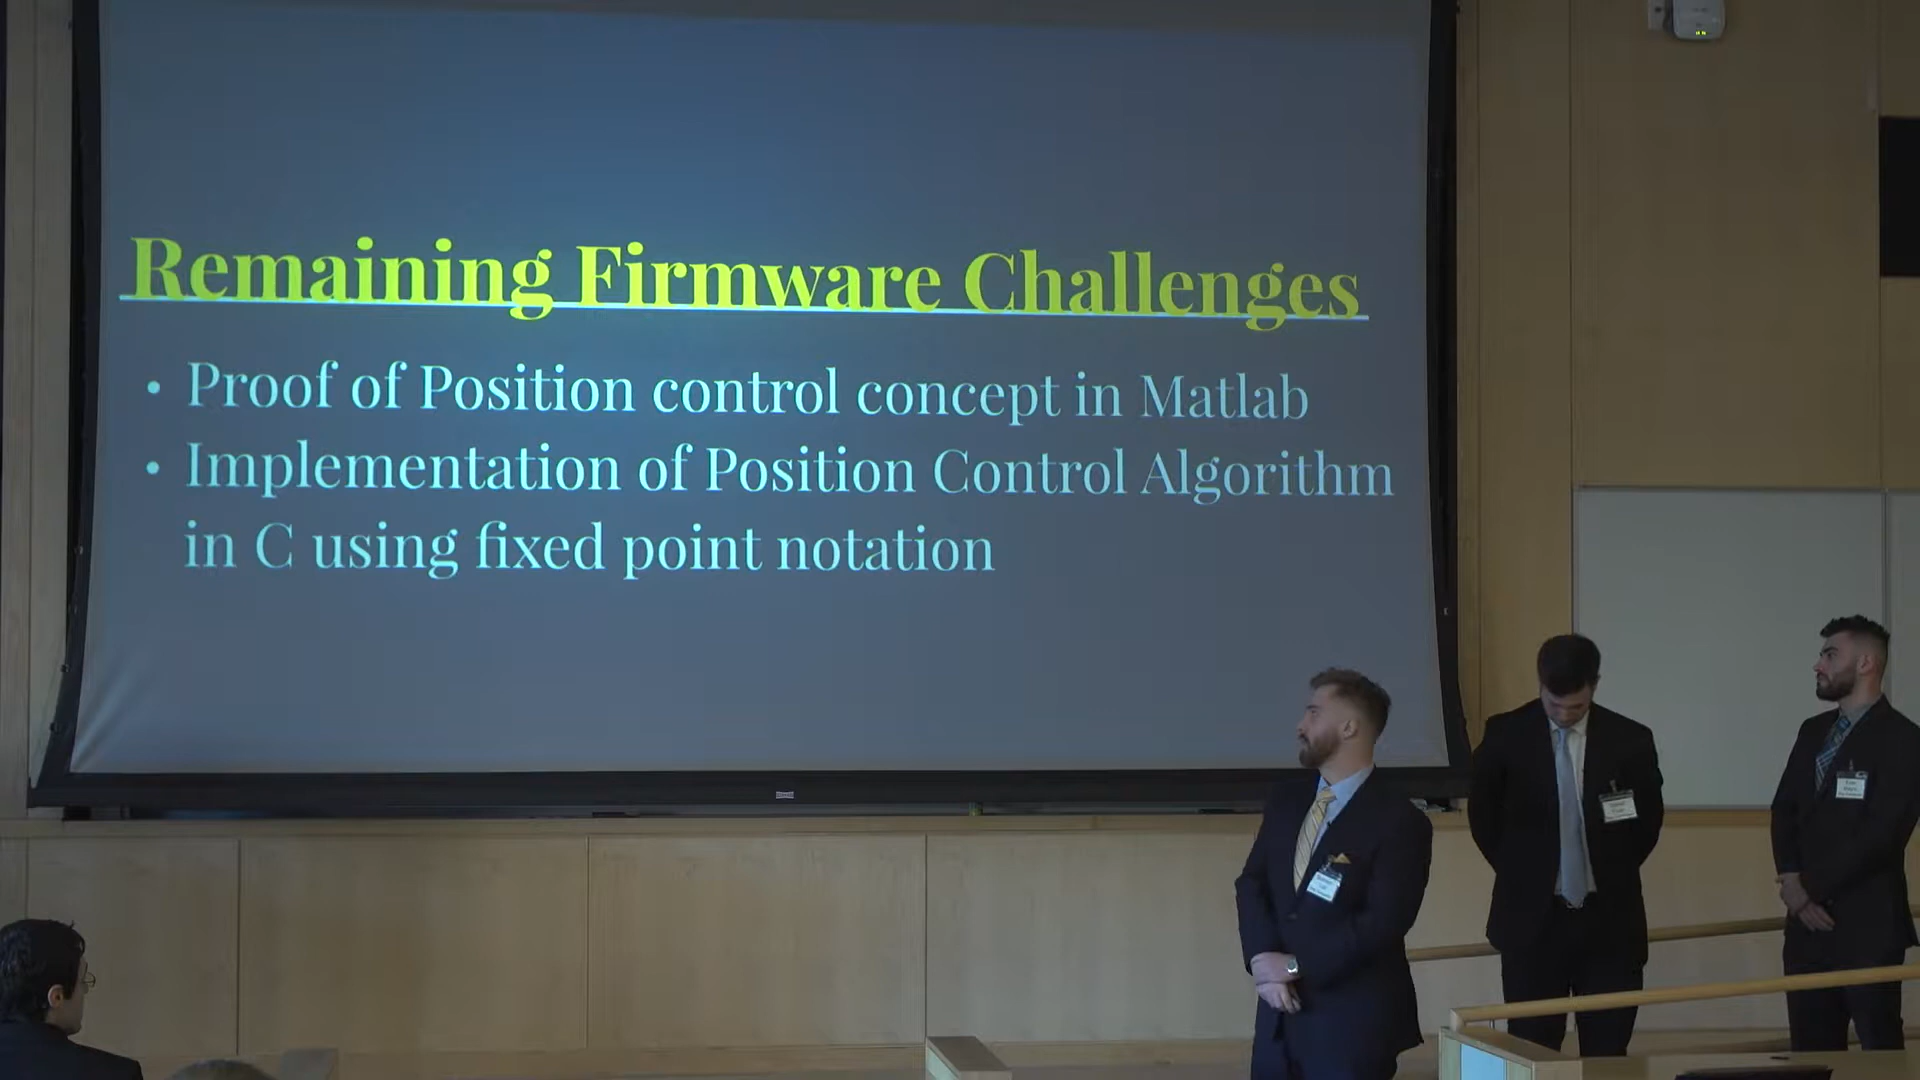 Remaining Firmware Challenges
• Proof of Position control concept in Matlab
• Implementation of Position Control Algorithm
in C using fixed point notation